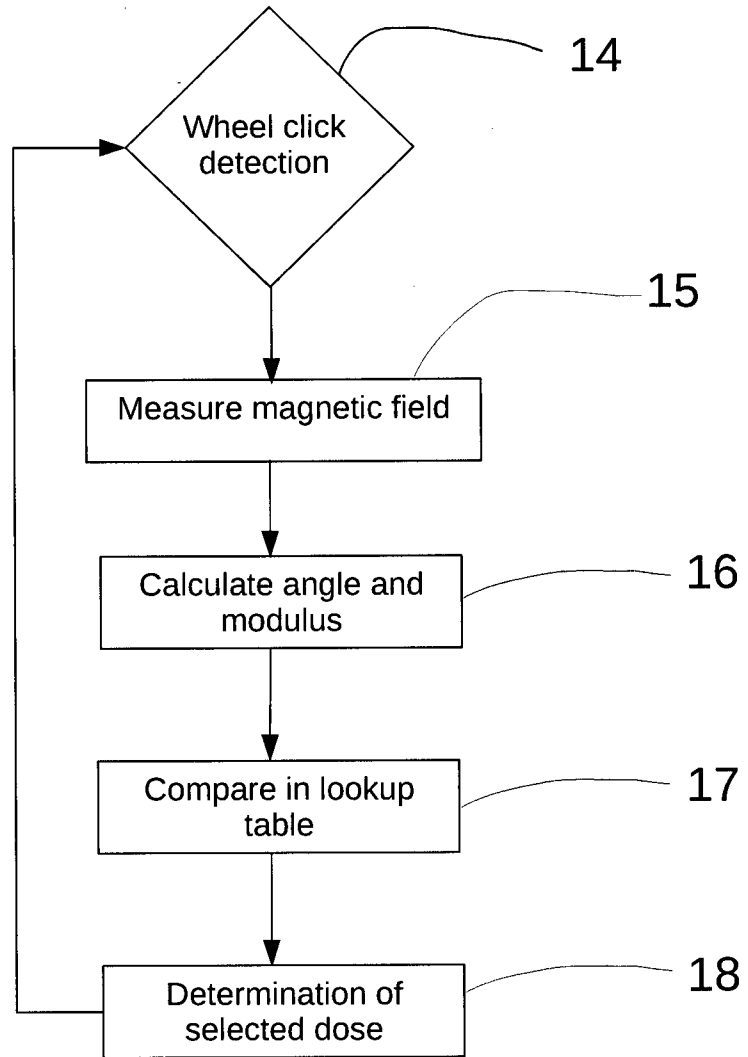 14
Wheel click
detection
15
Measure magnetic field
16
Calculate angle and
modulus
17
Compare in lookup
table
18
Determination of
selected dose